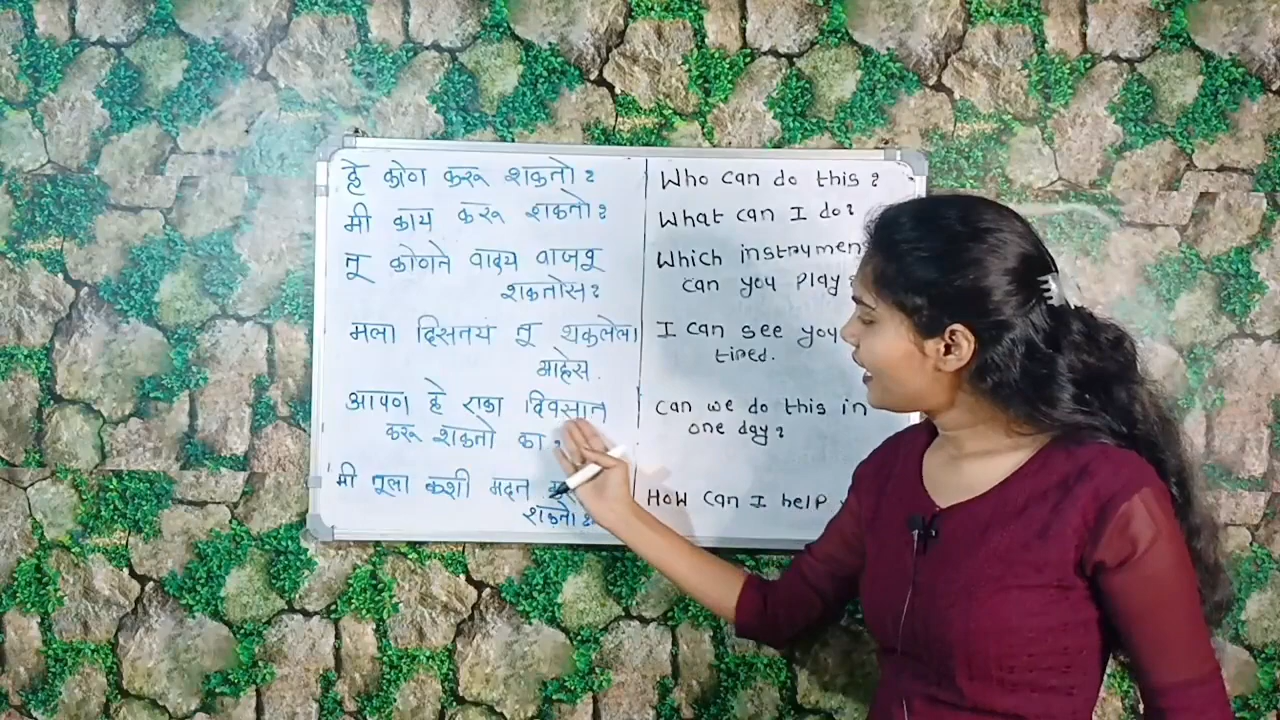 हे कोण करू शकतो?
मी काय करू शकतो?
तू कोणते वाद्य वाजवू
शकतोस?
मला दिसतयं तू थकलेला
आहेस.
आपण हे एका दिवसात
करू शकतो का?
मी तुला कशी मदत
शकतो?
Who can do this?
What can I do?
Which instrument
can you play
I can see you
tired.
Can we do this in
one day?
How can I help